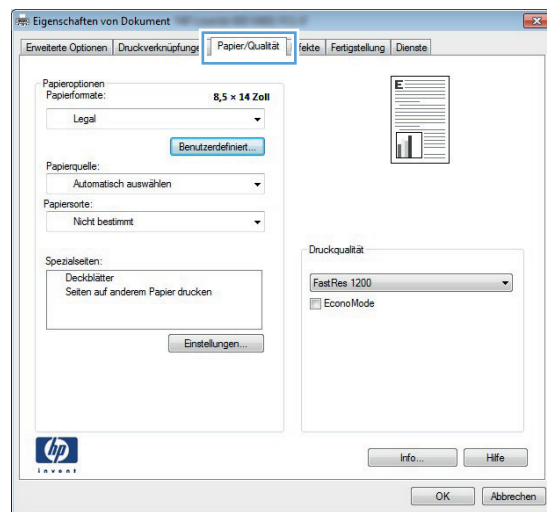 Eigenschaften von Dokument
Erweiterte Optionen Druckverknüpfunge Papier/Qualität fekte Fertigstellung Dienste
Papieroptionen
Papierformate: 8,5 × 14 Zoll
Legal
Benutzerdefiniert...
Papierquelle:
Automatisch auswählen
Papiersorte:
Nicht bestimmt
Spezialseiten:
Deckblätter
Seiten auf anderem Papier drucken
Einstellungen...
E
Druckqualität
FastRes 1200
EconoMode
hp
invent
Info... Hilfe
OK Abbrechen